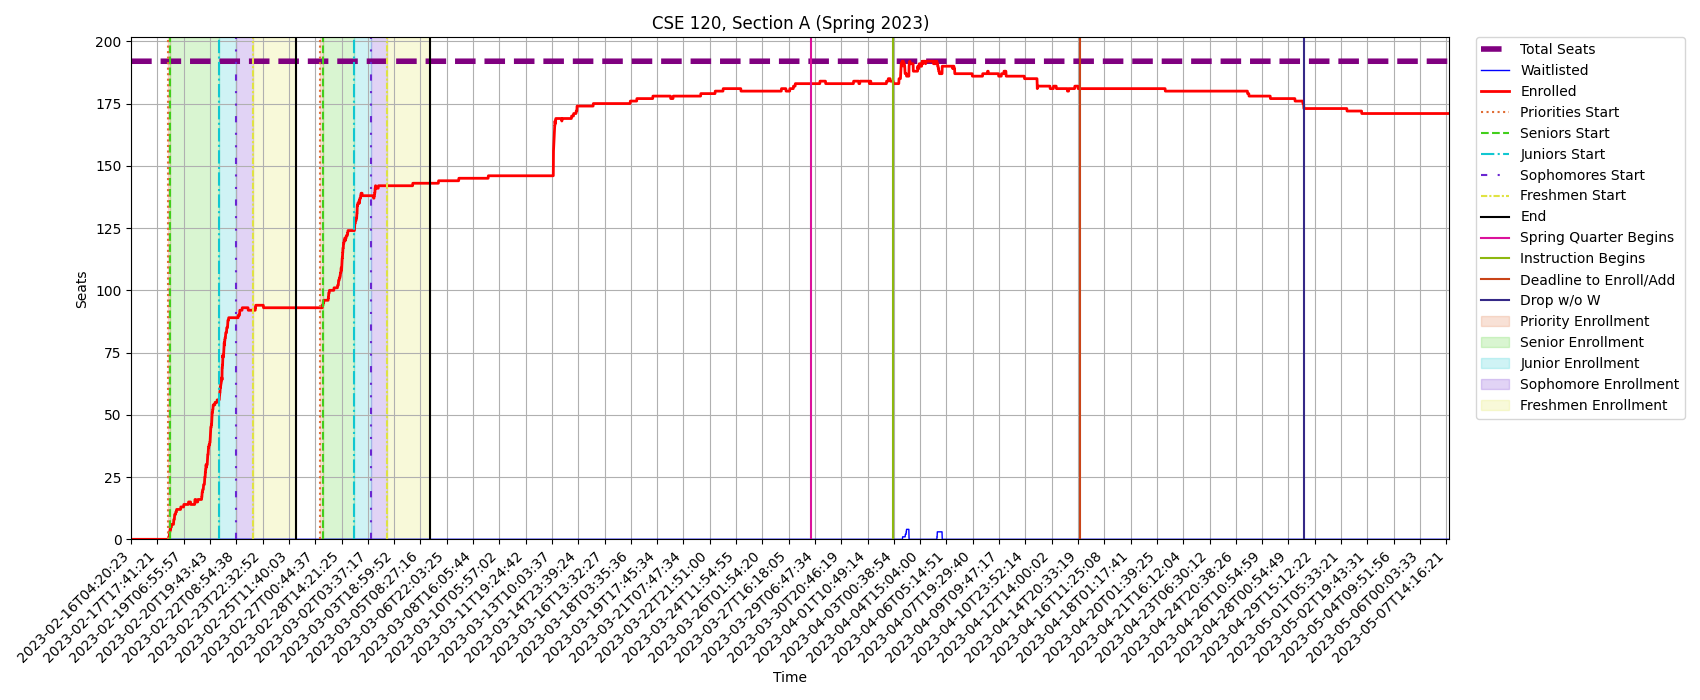 CSE 120, Section A (Spring 2023)
Seats
200
175
150
125
100
75
50
25
0
2023-02-16T04:20:23
2023-02-17T17:41:21
2023-02-19T06:55:57
2023-02-20T19:43:43
2023-02-22T08:54:38
2023-02-23T22:32:52
2023-02-25T11:40:03
2023-02-27T00:44:37
2023-02-28T14:21:25
2023-03-02T03:37:17
2023-03-03T18:59:52
2023-03-05T08:27:16
2023-03-06T22:03:25
2023-03-08T16:05:44
2023-03-10T05:57:02
2023-03-11T19:24:42
2023-03-13T10:03:37
2023-03-14T23:39:24
2023-03-16T13:32:27
2023-03-18T03:35:36
2023-03-19T17:45:34
2023-03-21T07:47:34
2023-03-22T21:51:00
2023-03-24T11:54:55
2023-03-26T01:54:20
2023-03-27T16:18:05
2023-03-29T06:47:34
2023-03-30T20:46:19
2023-04-01T10:49:14
2023-04-03T00:38:54
2023-04-04T15:04:00
2023-04-06T05:14:51
2023-04-07T19:29:40
2023-04-09T09:47:17
2023-04-10T23:52:14
2023-04-12T14:00:02
2023-04-14T20:33:19
2023-04-16T11:25:08
2023-04-18T01:17:41
2023-04-20T01:39:25
2023-04-21T16:12:04
2023-04-23T06:30:12
2023-04-24T20:38:26
2023-04-26T10:54:59
2023-04-28T00:54:49
2023-04-29T15:12:22
2023-05-01T05:33:21
2023-05-02T19:43:31
2023-05-04T09:51:56
2023-05-06T00:03:33
2023-05-07T14:16:21
Time
Total Seats
Waitlisted
Enrolled
Priorities Start
Seniors Start
Juniors Start
Sophomores Start
Freshmen Start
End
Spring Quarter Begins
Instruction Begins
Deadline to Enroll/Add
Drop w/o W
Priority Enrollment
Senior Enrollment
Junior Enrollment
Sophomore Enrollment
Freshmen Enrollment